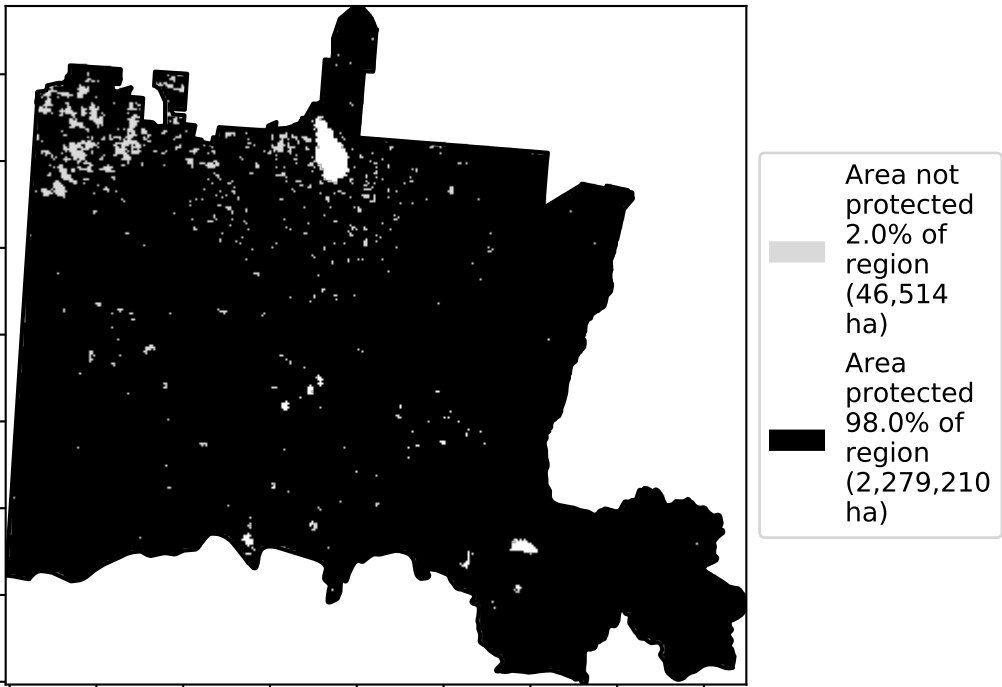 Area not
protected
2.0% of
region
(46,514
ha)
Area
protected
98.0% of
region
(2,279,210
ha)